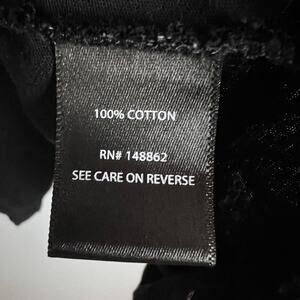 100% COTTON
RN# 148862
SEE CARE ON REVERSE